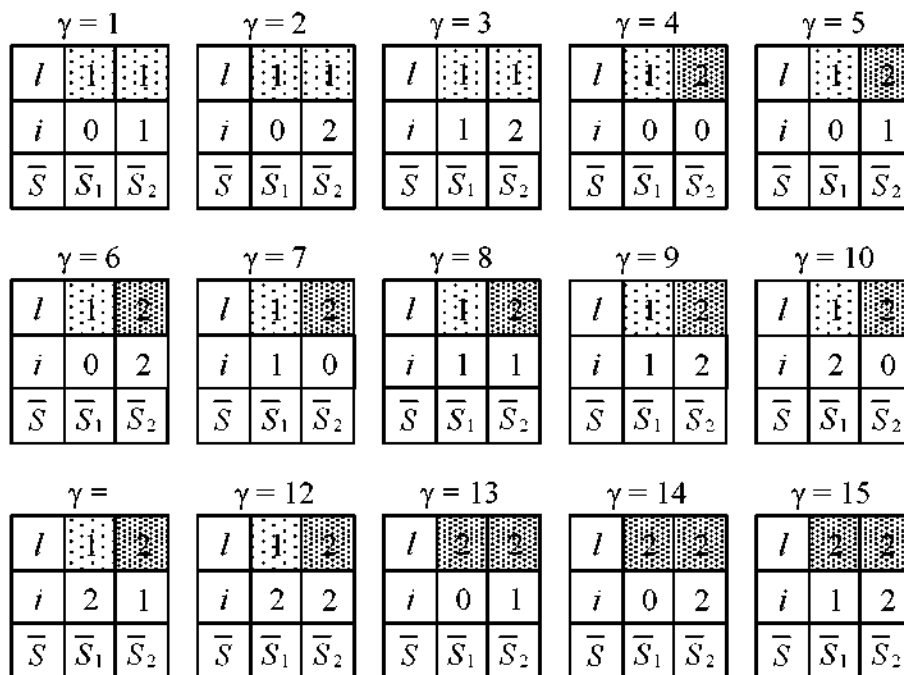 γ = 1 γ = 2 γ = 3 γ = 4 γ = 5
l 1 1 l 1 1 l 1 1 l 1 2 l 1 2
i 0 1 i 0 2 i 1 2 i 0 0 i 0 1
S̅ S̅₁ S̅₂ S̅ S̅₁ S̅₂ S̅ S̅₁ S̅₂ S̅ S̅₁ S̅₂ S̅ S̅₁ S̅₂
γ = 6 γ = 7 γ = 8 γ = 9 γ = 10
l 1 2 l 1 2 l 1 2 l 1 2 l 1 2
i 0 2 i 1 0 i 1 1 i 1 2 i 2 0
S̅ S̅₁ S̅₂ S̅ S̅₁ S̅₂ S̅ S̅₁ S̅₂ S̅ S̅₁ S̅₂ S̅ S̅₁ S̅₂
γ = γ = 12 γ = 13 γ = 14 γ = 15
l 1 2 l 1 2 l 2 2 l 2 2 l 2 2
i 2 1 i 2 2 i 0 1 i 0 2 i 1 2
S̅ S̅₁ S̅₂ S̅ S̅₁ S̅₂ S̅ S̅₁ S̅₂ S̅ S̅₁ S̅₂ S̅ S̅₁ S̅₂